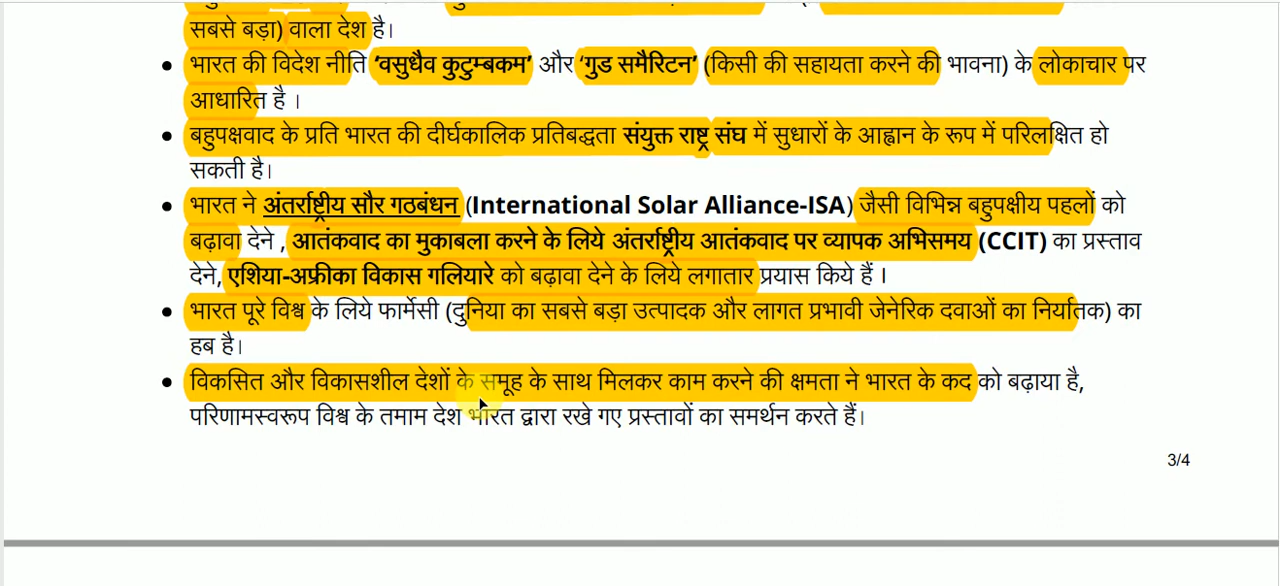 सबसे बड़ा) वाला देश है।
• भारत की विदेश नीति ‘वसुधैव कुटुम्बकम’ और ‘गुड समैरिटन’ (किसी की सहायता करने की भावना) के लोकाचार पर
आधारित है ।
• बहुपक्षवाद के प्रति भारत की दीर्घकालिक प्रतिबद्धता संयुक्त राष्ट्र संघ में सुधारों के आह्वान के रूप में परिलक्षित हो
सकती है।
• भारत ने अंतर्राष्ट्रीय सौर गठबंधन (International Solar Alliance-ISA) जैसी विभिन्न बहुपक्षीय पहलों को
बढ़ावा देने , आतंकवाद का मुकाबला करने के लिये अंतर्राष्ट्रीय आतंकवाद पर व्यापक अभिसमय (CCIT) का प्रस्ताव
देने, एशिया-अफ्रीका विकास गलियारे को बढ़ावा देने के लिये लगातार प्रयास किये हैं ।
• भारत पूरे विश्व के लिये फार्मेसी (दुनिया का सबसे बड़ा उत्पादक और लागत प्रभावी जेनेरिक दवाओं का निर्यातक) का
हब है।
• विकसित और विकासशील देशों के समूह के साथ मिलकर काम करने की क्षमता ने भारत के कद को बढ़ाया है,
परिणामस्वरूप विश्व के तमाम देश भारत द्वारा रखे गए प्रस्तावों का समर्थन करते हैं।
3/4